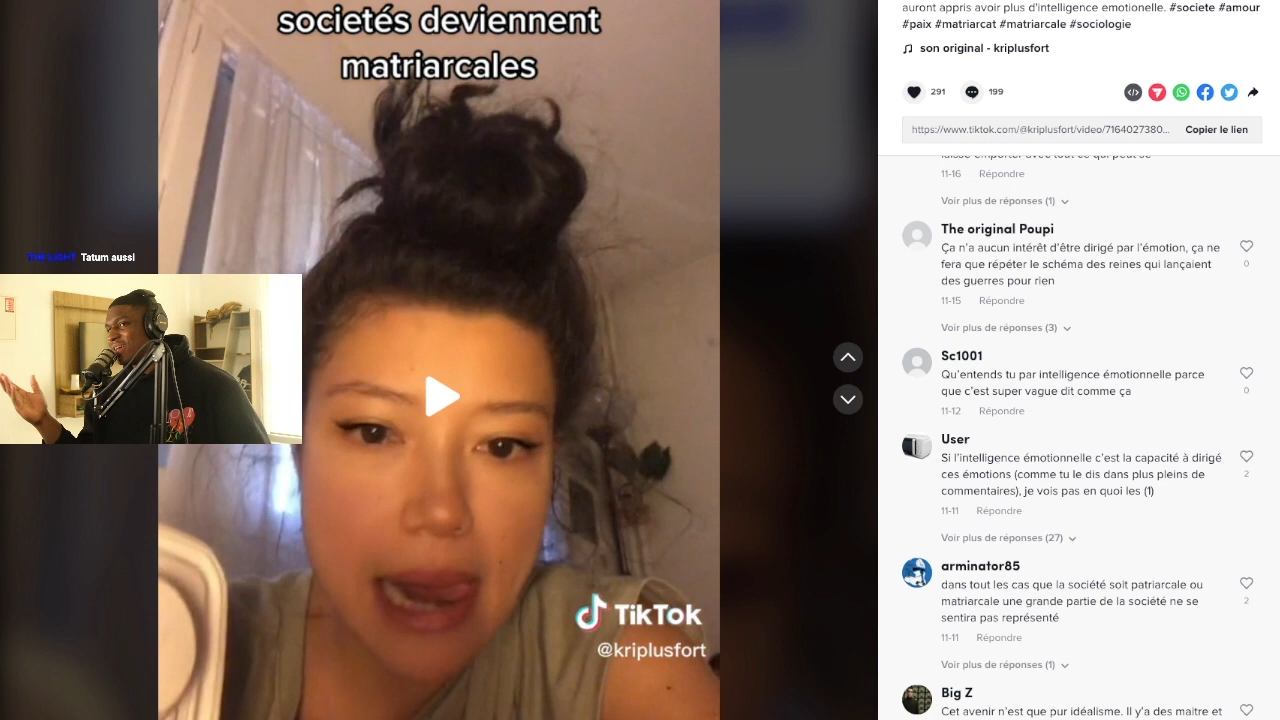 societés deviennent
matriarcales
THE LIGHT Tatum aussi
TikTok
@kriplusfort
auront appris avoir plus d'intelligence emotionelle. #societe #amour
#paix #matriarcat #matriarcale #sociologie
son original - kriplusfort
291
199
https://www.tiktok.com/@kriplusfort/video/7164027380...
Copier le lien
laisse emporter avec tout ce qui peut se
11-16 Répondre
Voir plus de réponses (1)
The original Poupi
Ça n'a aucun intérêt d'être dirigé par l'émotion, ça ne
fera que répéter le schéma des reines qui lançaient
des guerres pour rien
0
11-15 Répondre
Voir plus de réponses (3)
Sc1001
Qu'entends tu par intelligence émotionnelle parce
que c'est super vague dit comme ça
0
11-12 Répondre
User
Si l'intelligence émotionnelle c'est la capacité à dirigé
ces émotions (comme tu le dis dans plus pleins de
commentaires), je vois pas en quoi les (1)
2
11-11 Répondre
Voir plus de réponses (27)
arminator85
dans tout les cas que la société soit patriarcale ou
matriarcale une grande partie de la société ne se
sentira pas représenté
2
11-11 Répondre
Voir plus de réponses (1)
Big Z
Cet avenir n'est que pur idéalisme. Il y'a des maitre et